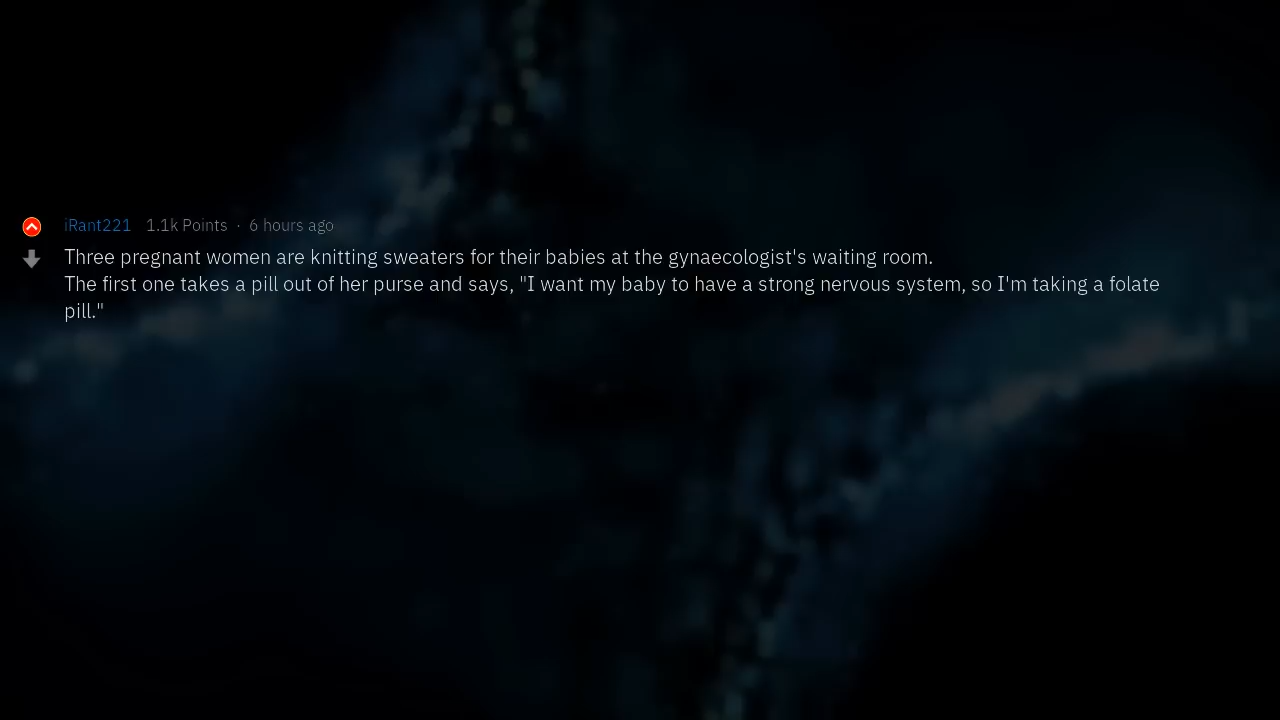 iRant221 1.1k Points · 6 hours ago
Three pregnant women are knitting sweaters for their babies at the gynaecologist's waiting room.
The first one takes a pill out of her purse and says, "I want my baby to have a strong nervous system, so I'm taking a folate
pill."